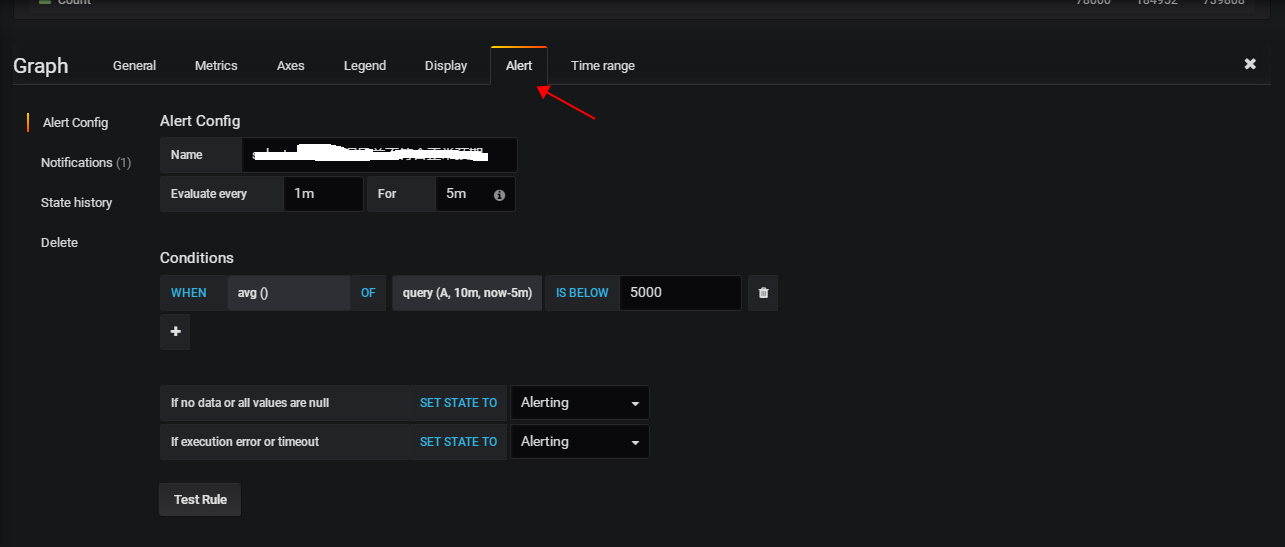 Count 78000 184952 739808
Graph General Metrics Axes Legend Display Alert Time range
Alert Config
Notifications (1)
State history
Delete
Alert Config
Name
Evaluate every 1m For 5m
Conditions
WHEN avg () OF query (A, 10m, now-5m) IS BELOW 5000
If no data or all values are null SET STATE TO Alerting
If execution error or timeout SET STATE TO Alerting
Test Rule